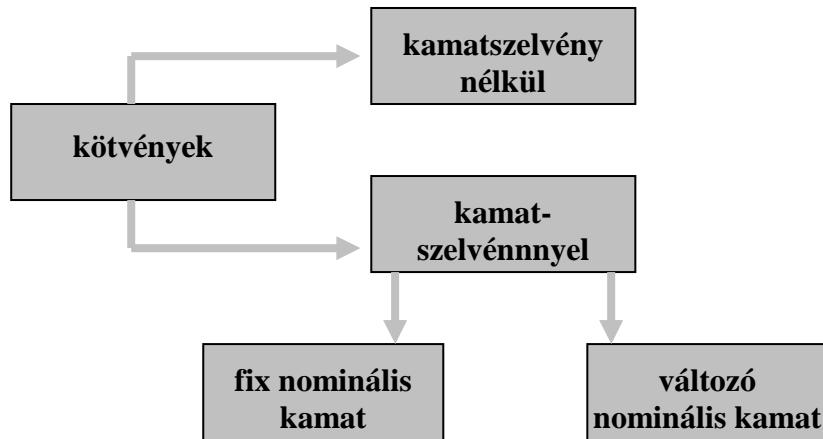 kamatszelvény
nélkül
kötvények
kamat-
szelvénnnyel
fix nominális
kamat
változó
nominális kamat